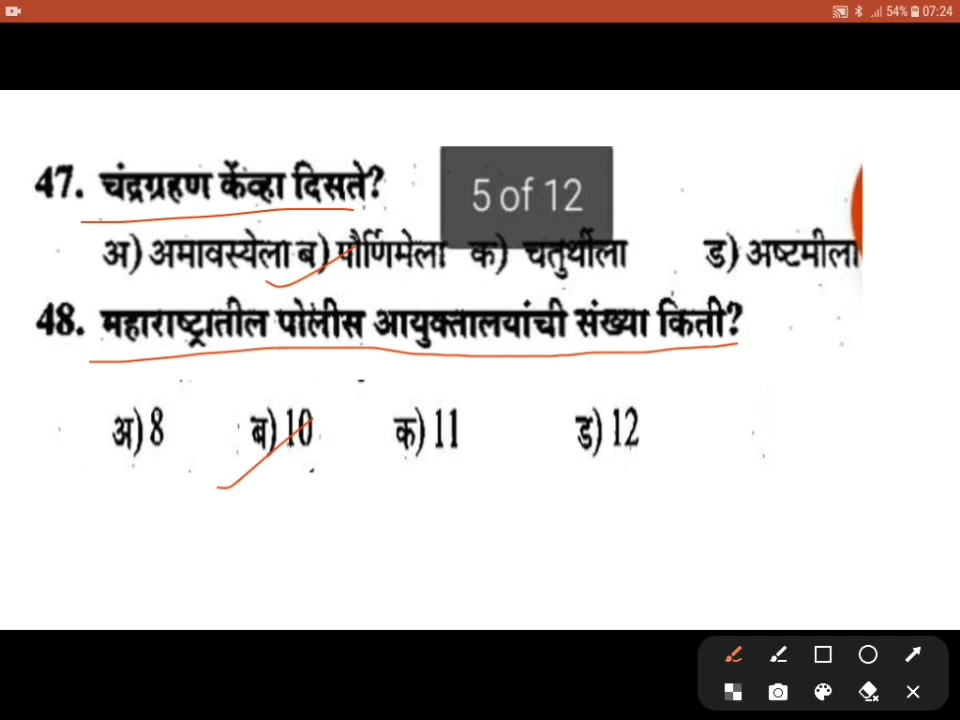 54% 07:24
5 of 12
47. चंद्रग्रहण केंव्हा दिसते?
अ) अमावस्येला ब) पौर्णिमेला क) चतुर्थीला ड) अष्टमीला
48. महाराष्ट्रातील पोलीस आयुक्तालयांची संख्या किती?
अ) 8 ब) 10 क) 11 ड) 12